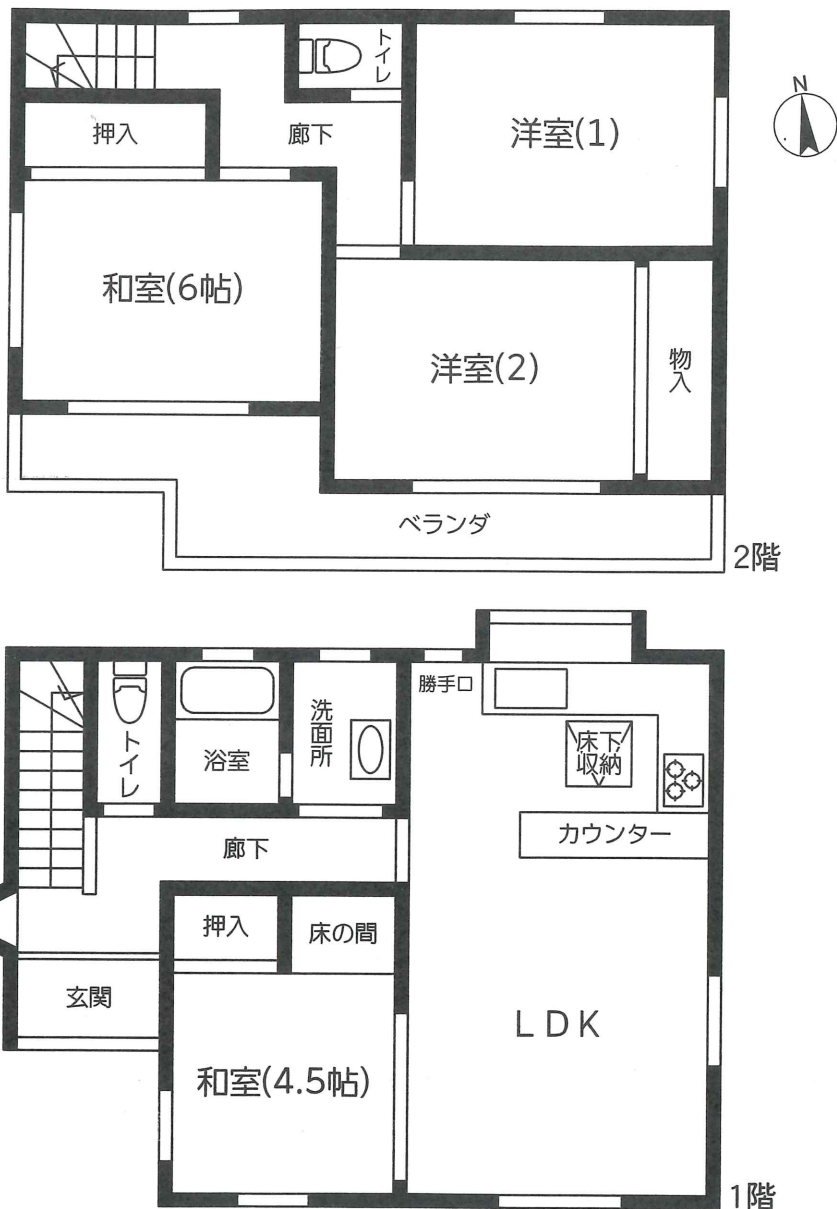 トイレ
N
押入
廊下
洋室(1)
和室(6帖)
洋室(2)
物入
ベランダ
2階
勝手口
洗面所
トイレ
浴室
床下
収納
カウンター
廊下
押入
床の間
玄関
LDK
和室(4.5帖)
1階